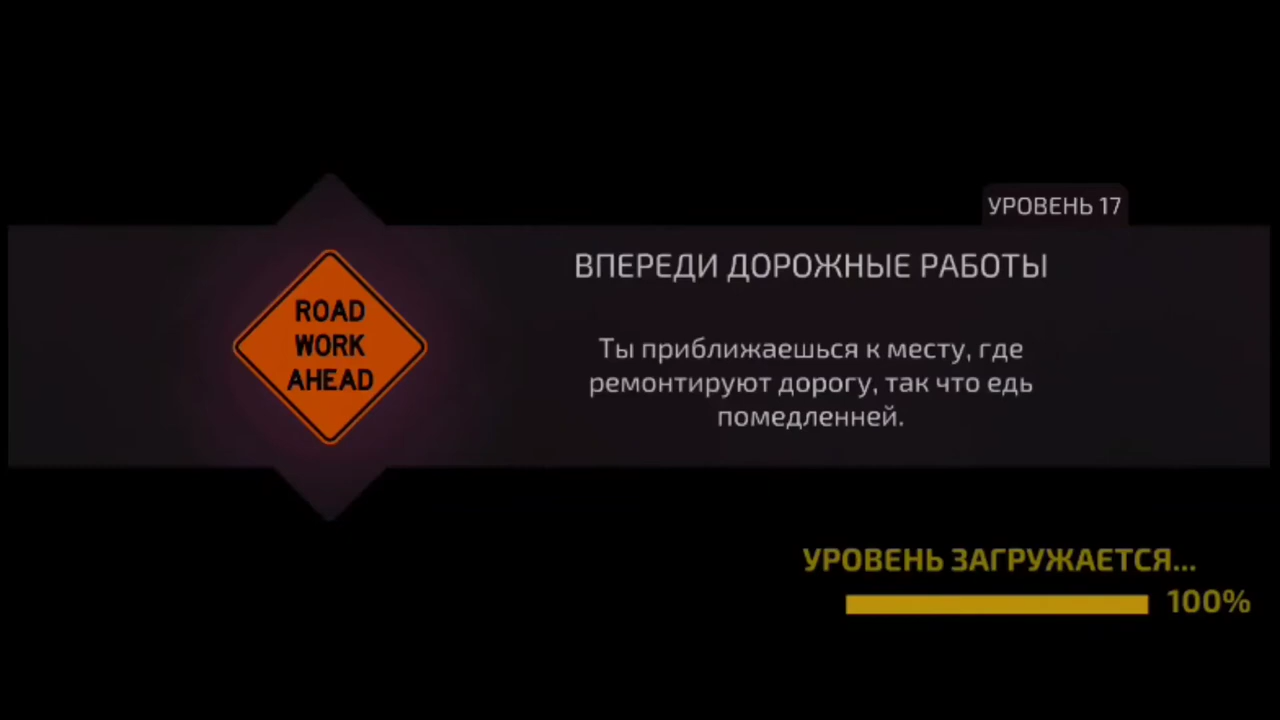 УРОВЕНЬ 17
ВПЕРЕДИ ДОРОЖНЫЕ РАБОТЫ
ROAD
WORK
AHEAD
Ты приближаешься к месту, где
ремонтируют дорогу, так что едь
помедленней.
УРОВЕНЬ ЗАГРУЖАЕТСЯ...
100%